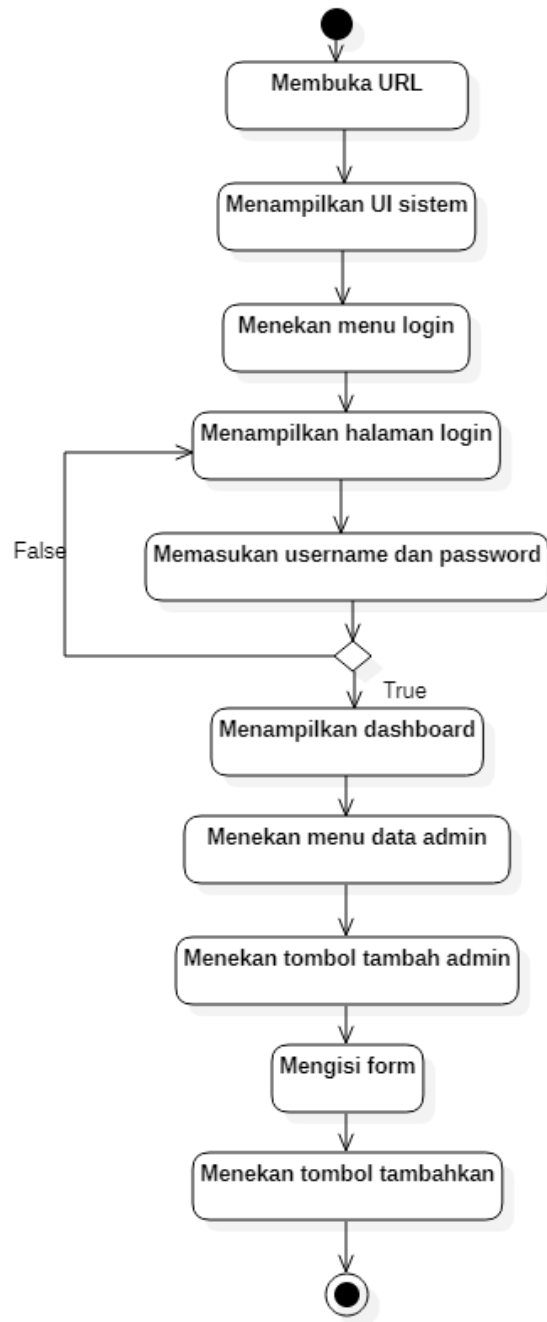 Membuka URL
Menampilkan UI sistem
Menekan menu login
Menampilkan halaman login
False
Memasukan username dan password
True
Menampilkan dashboard
Menekan menu data admin
Menekan tombol tambah admin
Mengisi form
Menekan tombol tambahkan